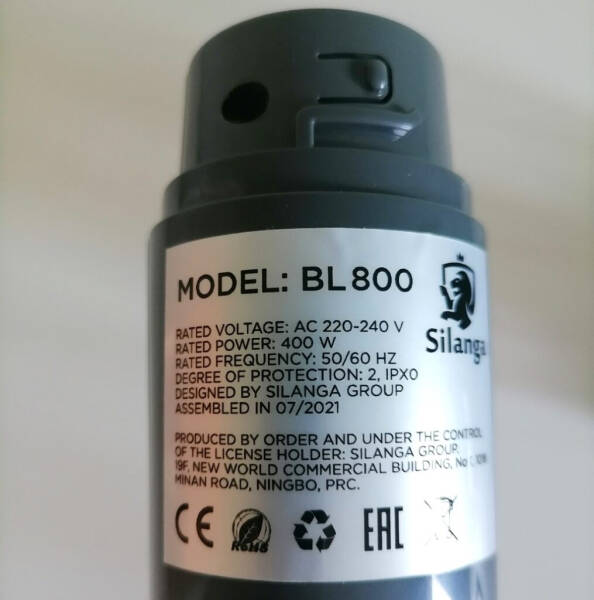 MODEL: BL800
Silanga
RATED VOLTAGE: AC 220-240 V
RATED POWER: 400 W
RATED FREQUENCY: 50/60 HZ
DEGREE OF PROTECTION: 2, IPX0
DESIGNED BY SILANGA GROUP
ASSEMBLED IN 07/2021
PRODUCED BY ORDER AND UNDER THE CONTROL
OF THE LICENSE HOLDER: SILANGA GROUP,
19F, NEW WORLD COMMERCIAL BUILDING, No
MINAN ROAD, NINGBO, PRC.
CE RoHS EAC